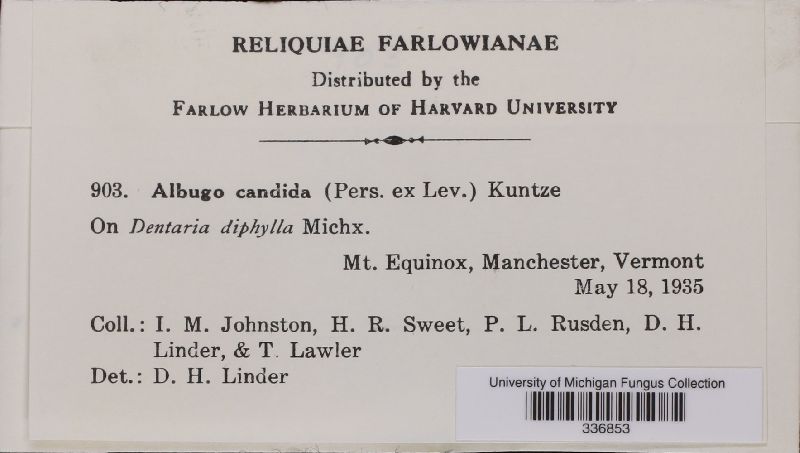 RELIQUIAE FARLOWIANAE
Distributed by the
FARLOW HERBARIUM OF HARVARD UNIVERSITY
903. Albugo candida (Pers. ex Lev.) Kuntze
On Dentaria diphylla Michx.
Mt. Equinox, Manchester, Vermont
May 18, 1935
Coll.: I. M. Johnston, H. R. Sweet, P. L. Rusden, D. H.
Linder, & T. Lawler
Det.: D. H. Linder
University of Michigan Fungus Collection
336853